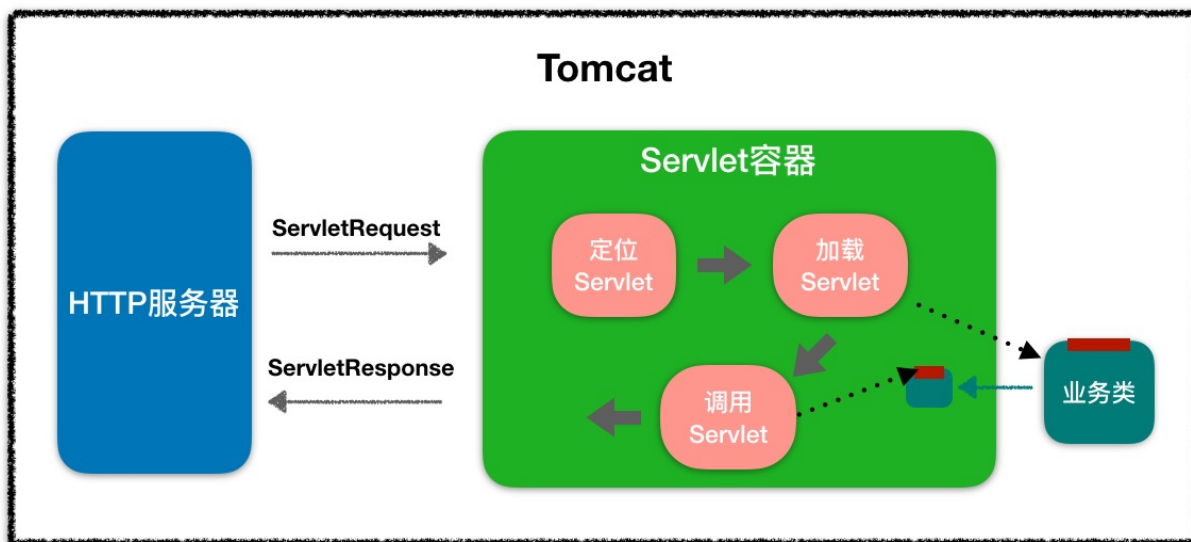 Tomcat
HTTP服务器
ServletRequest
ServletResponse
Servlet容器
定位
Servlet
加载
Servlet
调用
Servlet
业务类